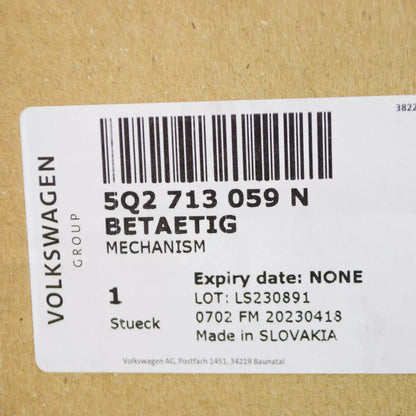 3822
VOLKSWAGEN
GROUP
5Q2 713 059 N
BETAETIG
MECHANISM
Expiry date: NONE
1
LOT: LS230891
Stueck
0702 FM 20230418
Made in SLOVAKIA
Volkswagen AG, Postfach 1451, 34219 Baunatal